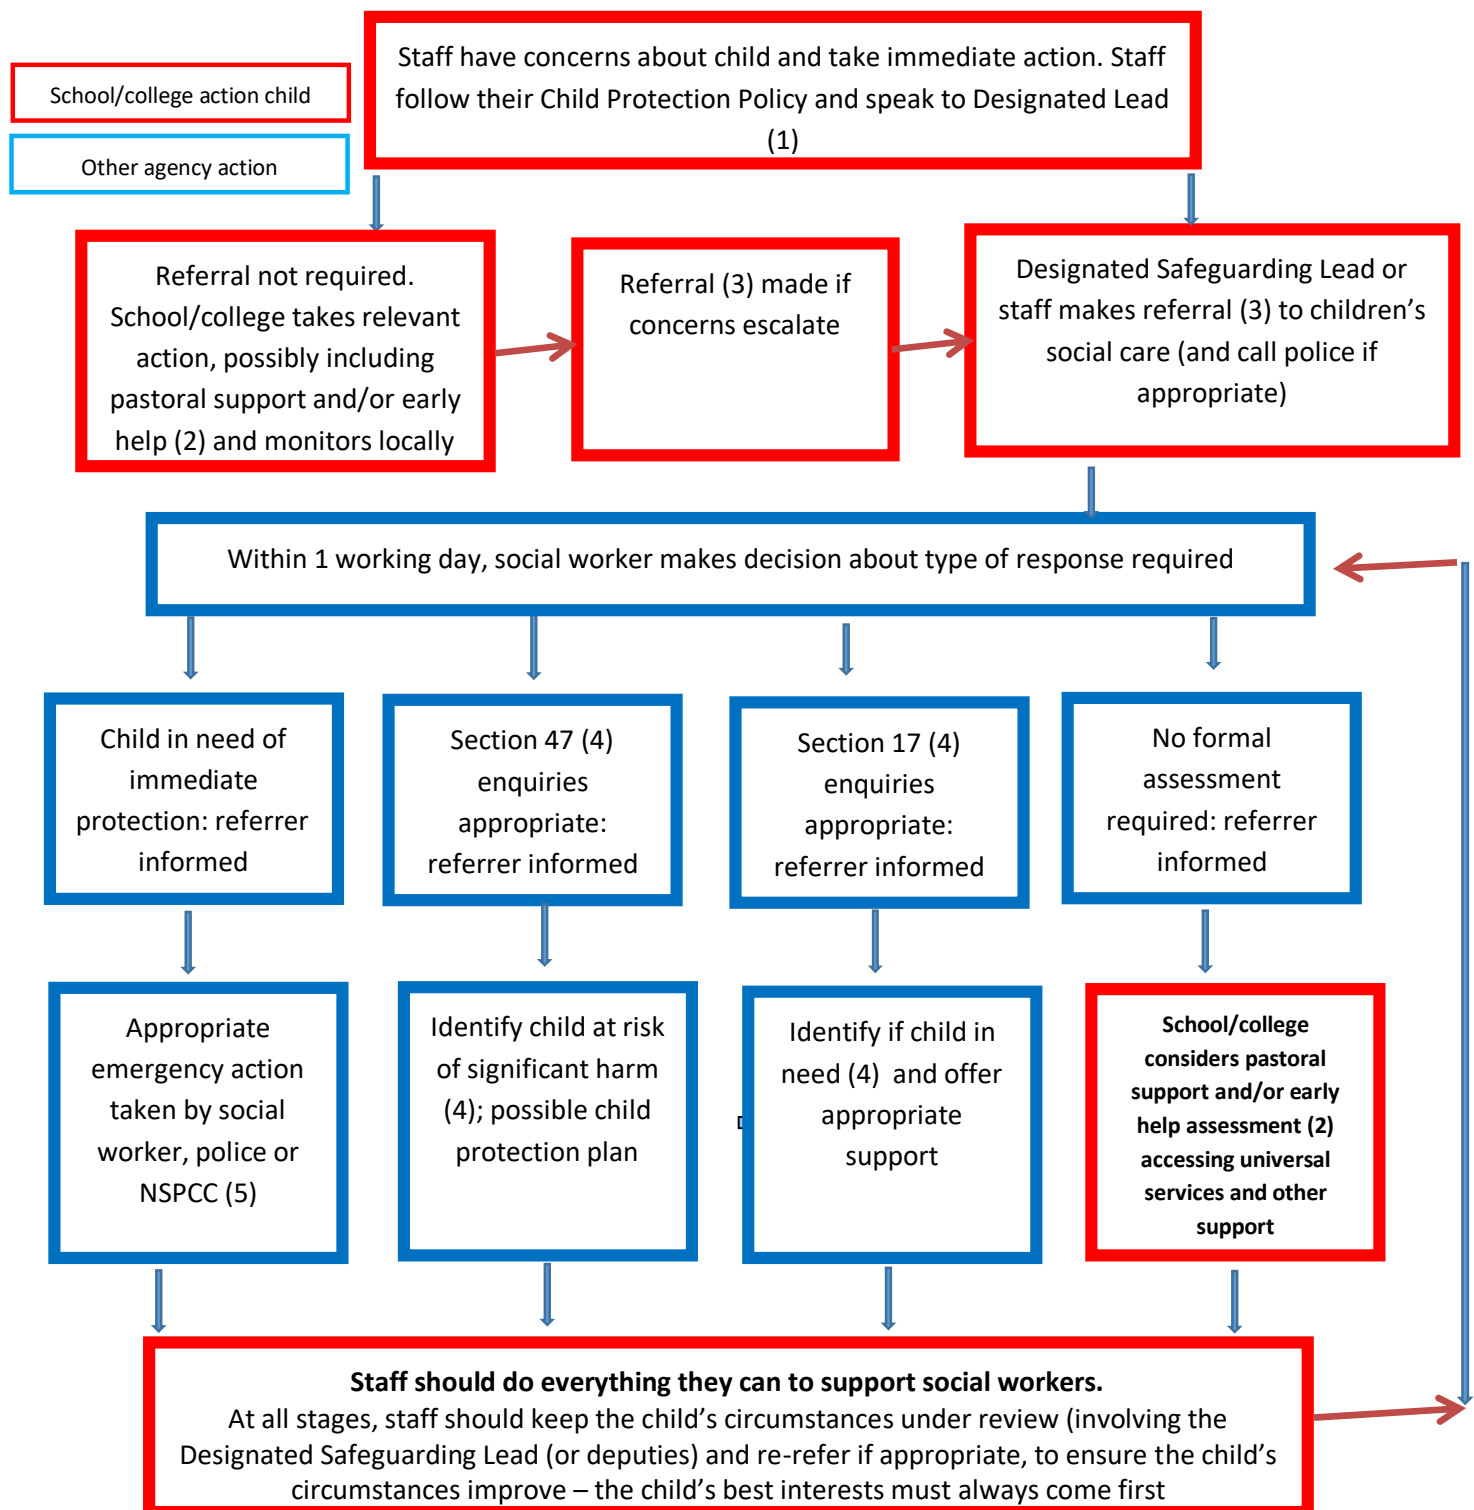 Staff have concerns about child and take immediate action. Staff
follow their Child Protection Policy and speak to Designated Lead
(1)
School/college action child
Other agency action
Referral not required.
School/college takes relevant
action, possibly including
pastoral support and/or early
help (2) and monitors locally
Referral (3) made if
concerns escalate
Designated Safeguarding Lead or
staff makes referral (3) to children’s
social care (and call police if
appropriate)
Within 1 working day, social worker makes decision about type of response required
Child in need of
immediate
protection: referrer
informed
Section 47 (4)
enquiries
appropriate:
referrer informed
Section 17 (4)
enquiries
appropriate:
referrer informed
No formal
assessment
required: referrer
informed
Appropriate
emergency action
taken by social
worker, police or
NSPCC (5)
Identify child at risk
of significant harm
(4); possible child
protection plan
Identify if child in
need (4) and offer
appropriate
support
School/college
considers pastoral
support and/or early
help assessment (2)
accessing universal
services and other
support
Staff should do everything they can to support social workers.
At all stages, staff should keep the child’s circumstances under review (involving the
Designated Safeguarding Lead (or deputies) and re-refer if appropriate, to ensure the child’s
circumstances improve – the child’s best interests must always come first